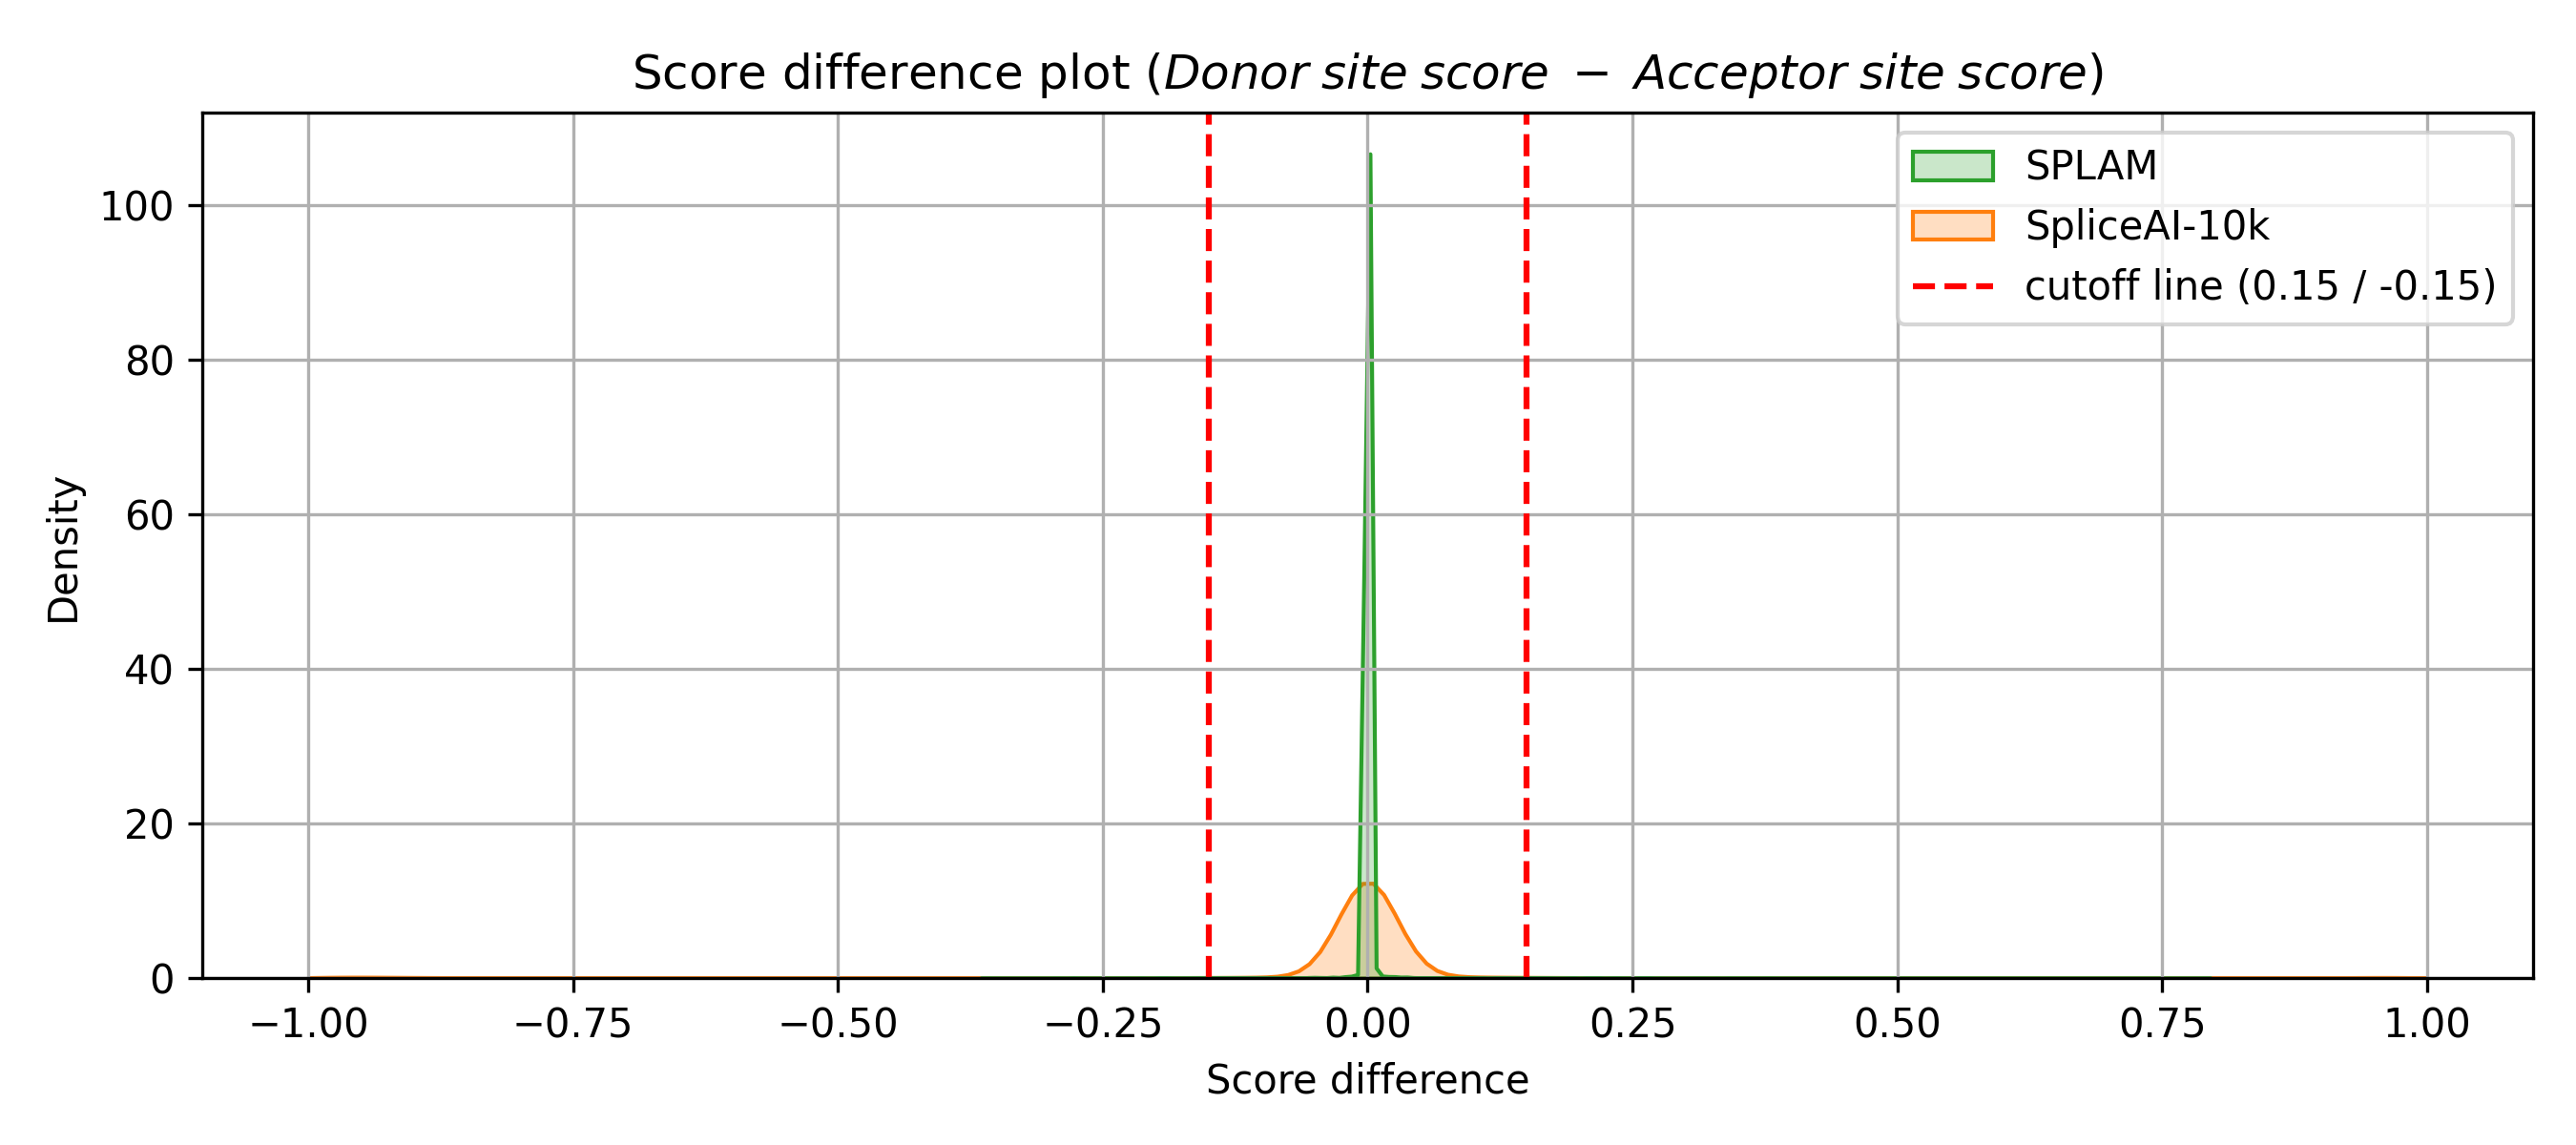 Score difference plot (Donor site score − Acceptor site score)
SPLAM
SpliceAI-10k
cutoff line (0.15 / -0.15)
Density
100
80
60
40
20
0
−1.00 −0.75 −0.50 −0.25 0.00 0.25 0.50 0.75 1.00
Score difference